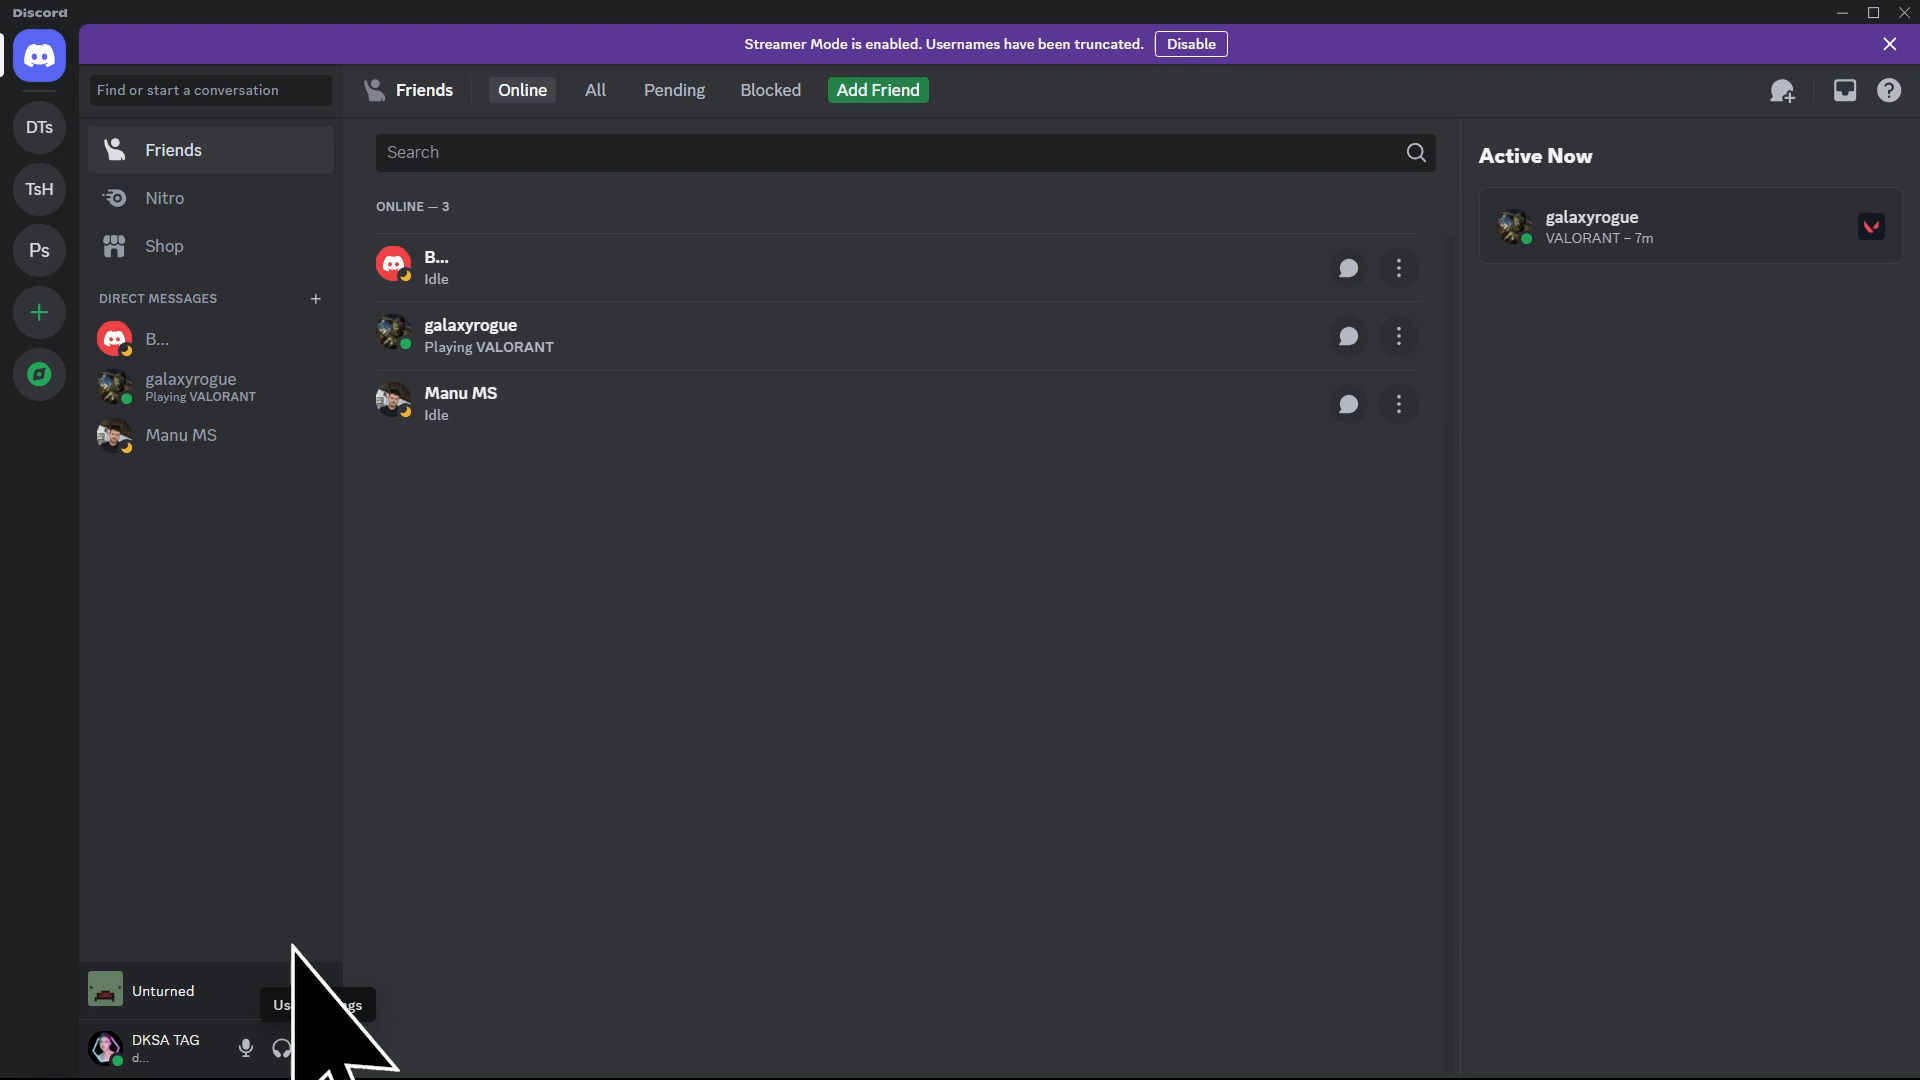 Discord
Streamer Mode is enabled. Usernames have been truncated.
Disable
Find or start a conversation
Friends
Online
All
Pending
Blocked
Add Friend
DTs
TsH
Ps
Friends
Nitro
Shop
DIRECT MESSAGES
B...
galaxyrogue
Playing VALORANT
Manu MS
Search
ONLINE — 3
B...
Idle
galaxyrogue
Playing VALORANT
Manu MS
Idle
Active Now
galaxyrogue
VALORANT – 7m
Unturned
DKSA TAG
d...